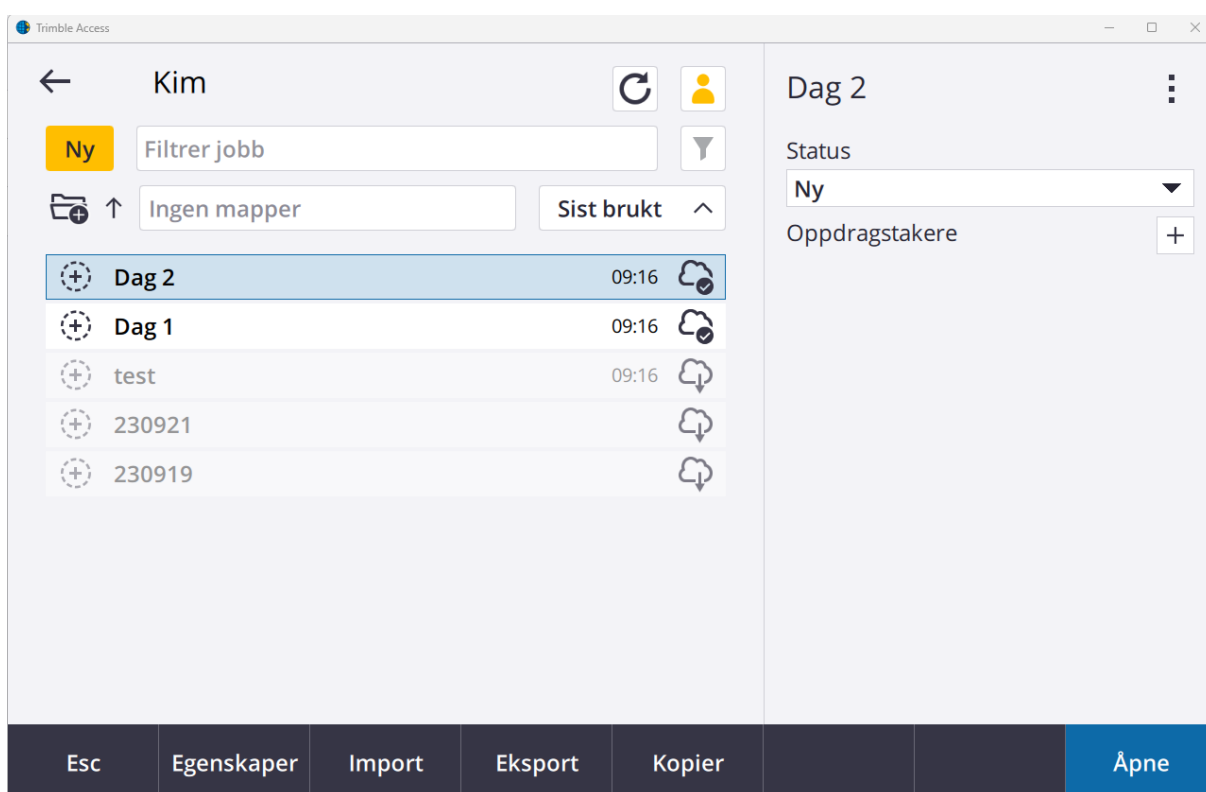 Trimble Access
Kim
Ny
Filtrer jobb
Ingen mapper
Sist brukt
Dag 2 09:16
Dag 1 09:16
test 09:16
230921
230919
Dag 2
Status
Ny
Oppdragstakere
Esc Egenskaper Import Eksport Kopier Åpne